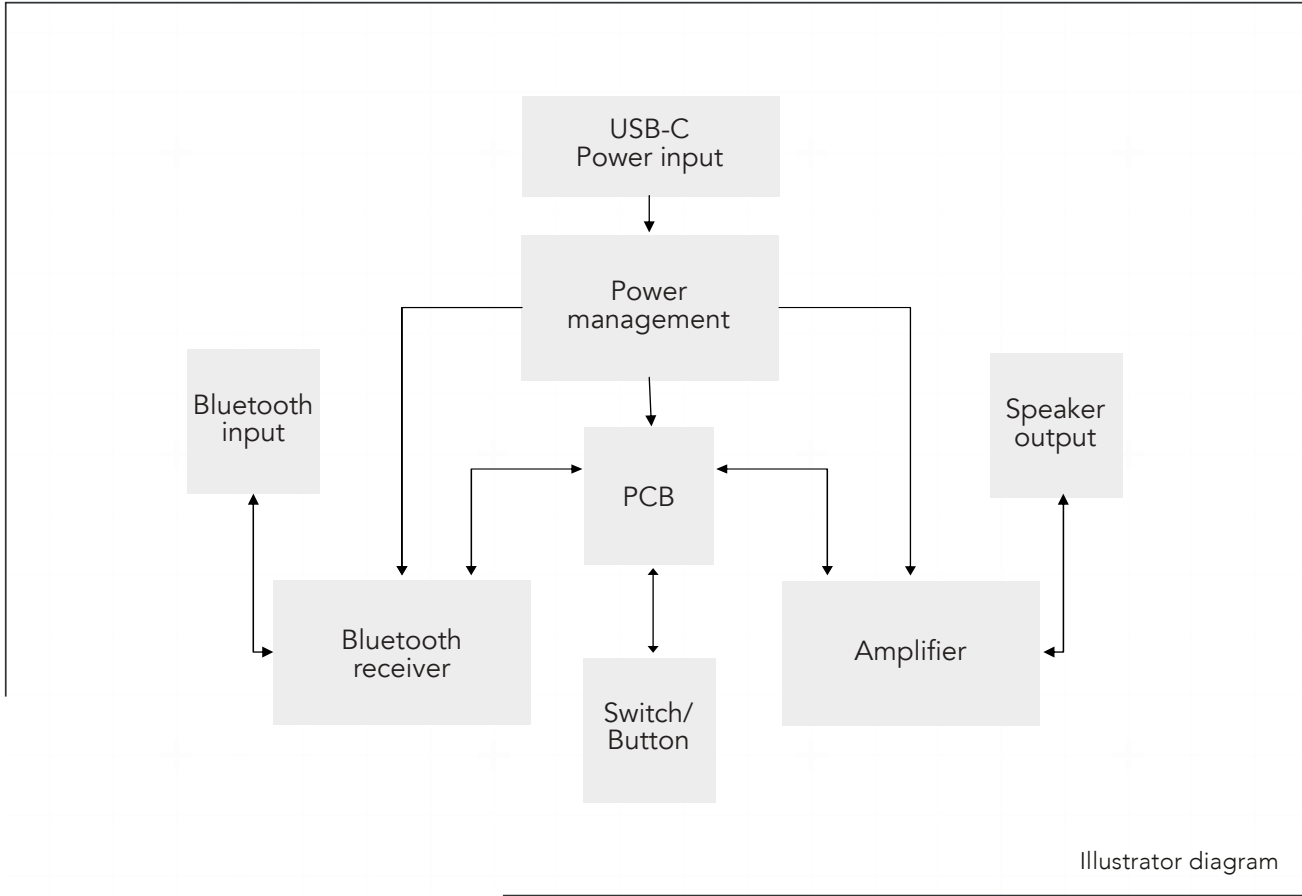 USB-C
Power input
Power
management
Bluetooth
input
Speaker
output
PCB
Bluetooth
receiver
Amplifier
Switch/
Button
Illustrator diagram